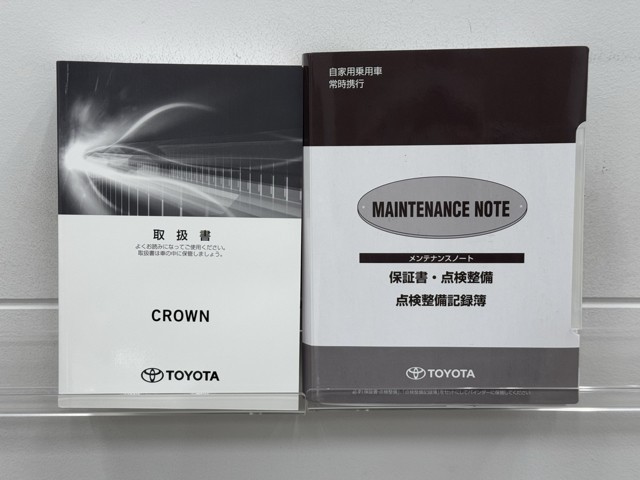 取扱書
よくお読みになってご使用ください。
取扱書は車の中に保管しましょう。
CROWN
TOYOTA
自家用乗用車
常時携行
MAINTENANCE NOTE
メンテナンスノート
保証書・点検整備
点検整備記録簿
TOYOTA